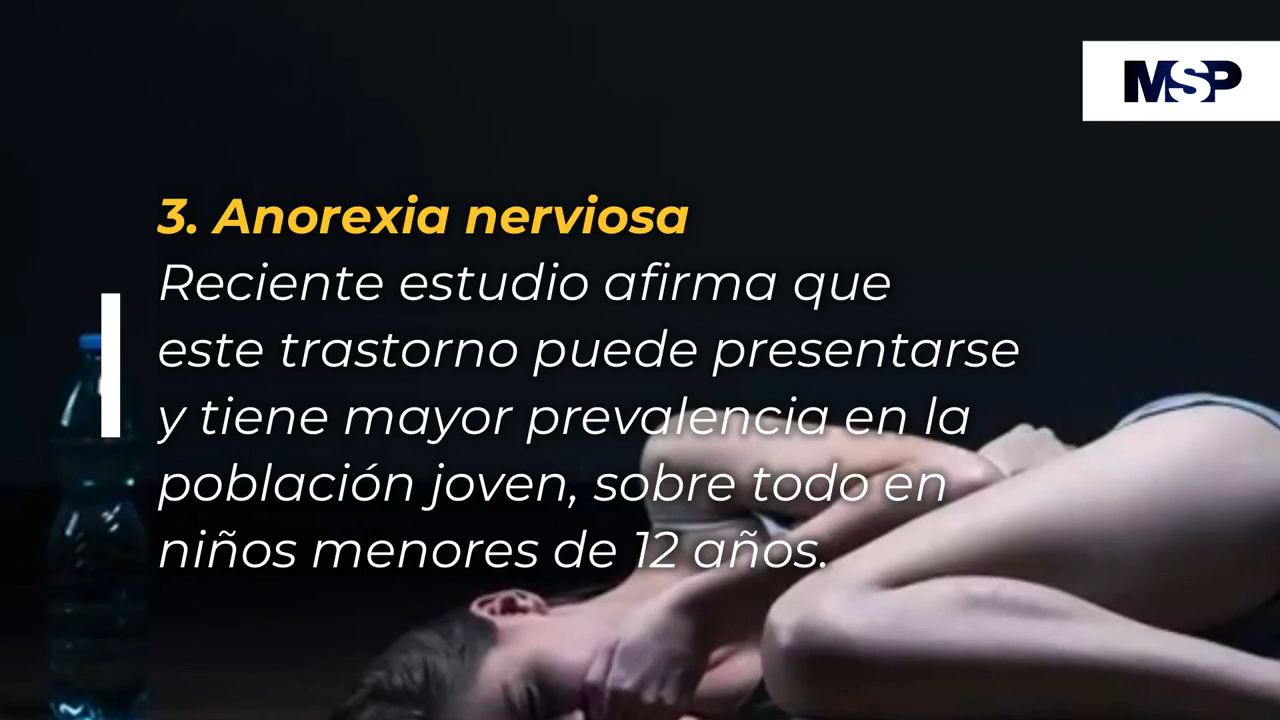 MSP
3. Anorexia nerviosa
Reciente estudio afirma que
este trastorno puede presentarse
y tiene mayor prevalencia en la
población joven, sobre todo en
niños menores de 12 años.